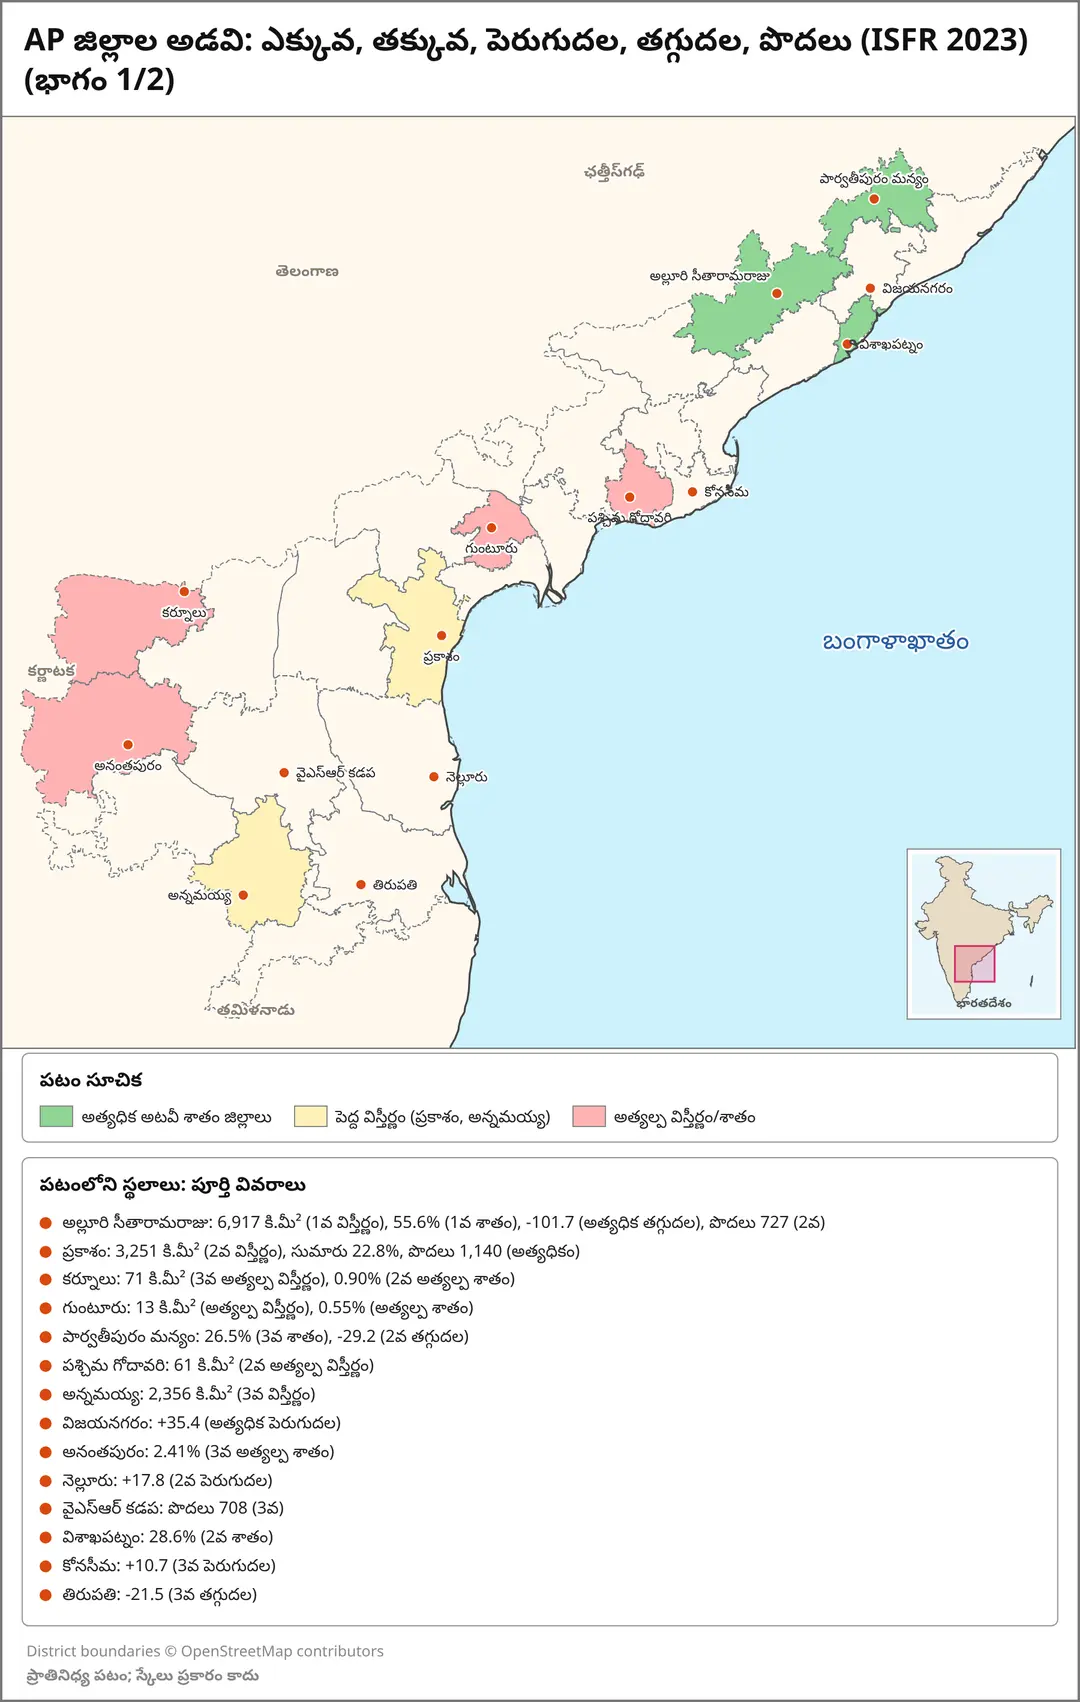 AP జిల్లాల అడవి: ఎక్కువ, తక్కువ, పెరుగుదల, తగ్గుదల, పొదలు (ISFR 2023)
(భాగం 1/2)
ఛత్తీస్‌గఢ్
పార్వతీపురం మన్యం
తెలంగాణ
అల్లూరి సీతారామరాజు
విజయనగరం
విశాఖపట్నం
కోనసీమ
పశ్చిమ గోదావరి
గుంటూరు
కర్నూలు
బంగాళాఖాతం
ప్రకాశం
కర్ణాటక
అనంతపురం
వైఎస్ఆర్ కడప
నెల్లూరు
తిరుపతి
అన్నమయ్య
భారతదేశం
తమిళనాడు
పటం సూచిక
అత్యధిక అటవీ శాతం జిల్లాలు
పెద్ద విస్తీర్ణం (ప్రకాశం, అన్నమయ్య)
అత్యల్ప విస్తీర్ణం/శాతం
పటంలోని స్థలాలు: పూర్తి వివరాలు
అల్లూరి సీతారామరాజు: 6,917 కి.మీ² (1వ విస్తీర్ణం), 55.6% (1వ శాతం), -101.7 (అత్యధిక తగ్గుదల), పొదలు 727 (2వ)
ప్రకాశం: 3,251 కి.మీ² (2వ విస్తీర్ణం), సుమారు 22.8%, పొదలు 1,140 (అత్యధికం)
కర్నూలు: 71 కి.మీ² (3వ అత్యల్ప విస్తీర్ణం), 0.90% (2వ అత్యల్ప శాతం)
గుంటూరు: 13 కి.మీ² (అత్యల్ప విస్తీర్ణం), 0.55% (అత్యల్ప శాతం)
పార్వతీపురం మన్యం: 26.5% (3వ శాతం), -29.2 (2వ తగ్గుదల)
పశ్చిమ గోదావరి: 61 కి.మీ² (2వ అత్యల్ప విస్తీర్ణం)
అన్నమయ్య: 2,356 కి.మీ² (3వ విస్తీర్ణం)
విజయనగరం: +35.4 (అత్యధిక పెరుగుదల)
అనంతపురం: 2.41% (3వ అత్యల్ప శాతం)
నెల్లూరు: +17.8 (2వ పెరుగుదల)
వైఎస్ఆర్ కడప: పొదలు 708 (3వ)
విశాఖపట్నం: 28.6% (2వ శాతం)
కోనసీమ: +10.7 (3వ పెరుగుదల)
తిరుపతి: -21.5 (3వ తగ్గుదల)
District boundaries © OpenStreetMap contributors
ప్రాతినిధ్య పటం; స్కేలు ప్రకారం కాదు